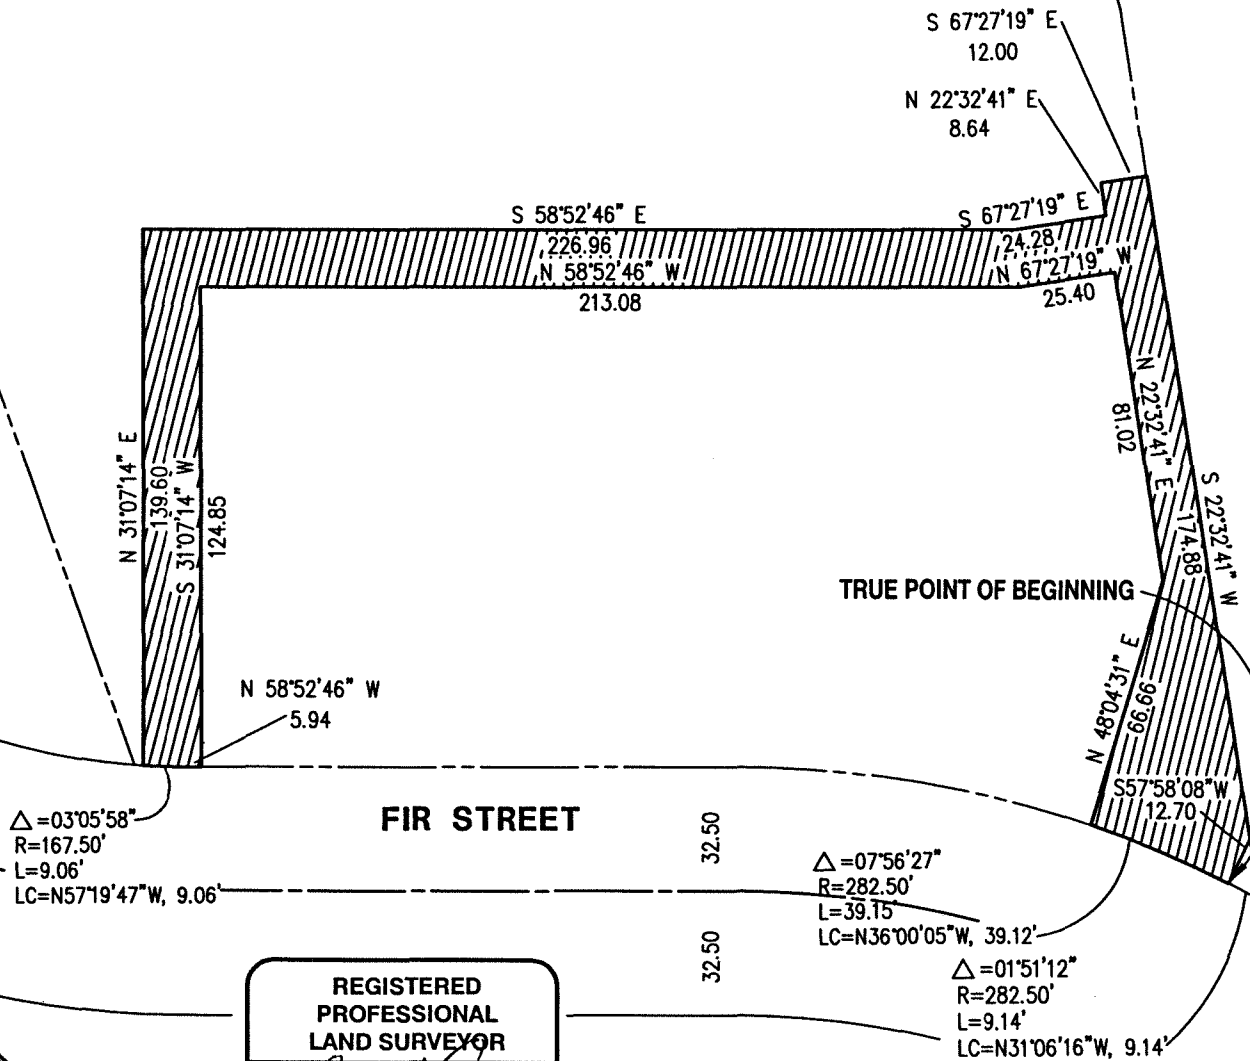 S 67°27'19" E
12.00
N 22°32'41" E
8.64
S 58°52'46" E
226.96
N 58°52'46" W
213.08
S 67°27'19" E
24.28
N 67°27'19" W
25.40
N 31°07'14" E
139.60
S 31°07'14" W
124.85
N 22°32'41" E
81.02
S 22°32'41" W
174.88
TRUE POINT OF BEGINNING
N 48°04'31" E
66.66
S57°58'08"W
12.70
N 58°52'46" W
5.94
△=03°05'58"
R=167.50'
L=9.06'
LC=N57°19'47"W, 9.06'
FIR STREET
32.50
32.50
△=07°56'27"
R=282.50'
L=39.15'
LC=N36°00'05"W, 39.12'
△=01°51'12"
R=282.50'
L=9.14'
LC=N31°06'16"W, 9.14'
REGISTERED
PROFESSIONAL
LAND SURVEYOR